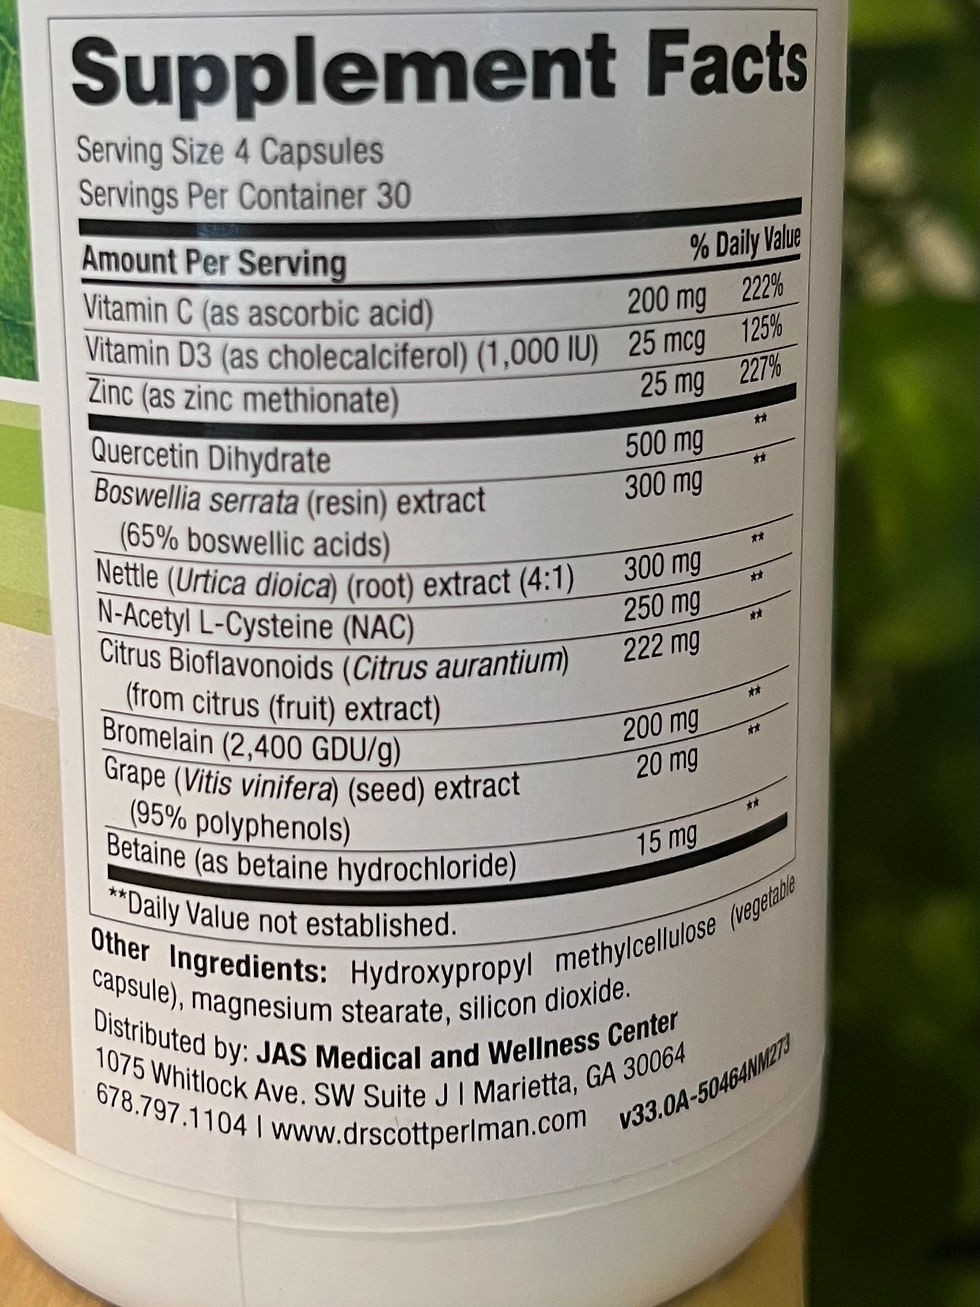 Supplement Facts
Serving Size 4 Capsules
Servings Per Container 30
Amount Per Serving % Daily Value
Vitamin C (as ascorbic acid) 200 mg 222%
Vitamin D3 (as cholecalciferol) (1,000 IU) 25 mcg 125%
Zinc (as zinc methionate) 25 mg 227%
Quercetin Dihydrate 500 mg **
Boswellia serrata (resin) extract 300 mg **
(65% boswellic acids)
Nettle (Urtica dioica) (root) extract (4:1) 300 mg **
N-Acetyl L-Cysteine (NAC) 250 mg **
Citrus Bioflavonoids (Citrus aurantium) 222 mg **
(from citrus (fruit) extract)
Bromelain (2,400 GDU/g) 200 mg **
Grape (Vitis vinifera) (seed) extract 20 mg **
(95% polyphenols)
Betaine (as betaine hydrochloride) 15 mg **
**Daily Value not established.
Other Ingredients: Hydroxypropyl methylcellulose (vegetable
capsule), magnesium stearate, silicon dioxide.
Distributed by: JAS Medical and Wellness Center
1075 Whitlock Ave. SW Suite J | Marietta, GA 30064
678.797.1104 | www.drscottperlman.com v33.0A-50464NM273